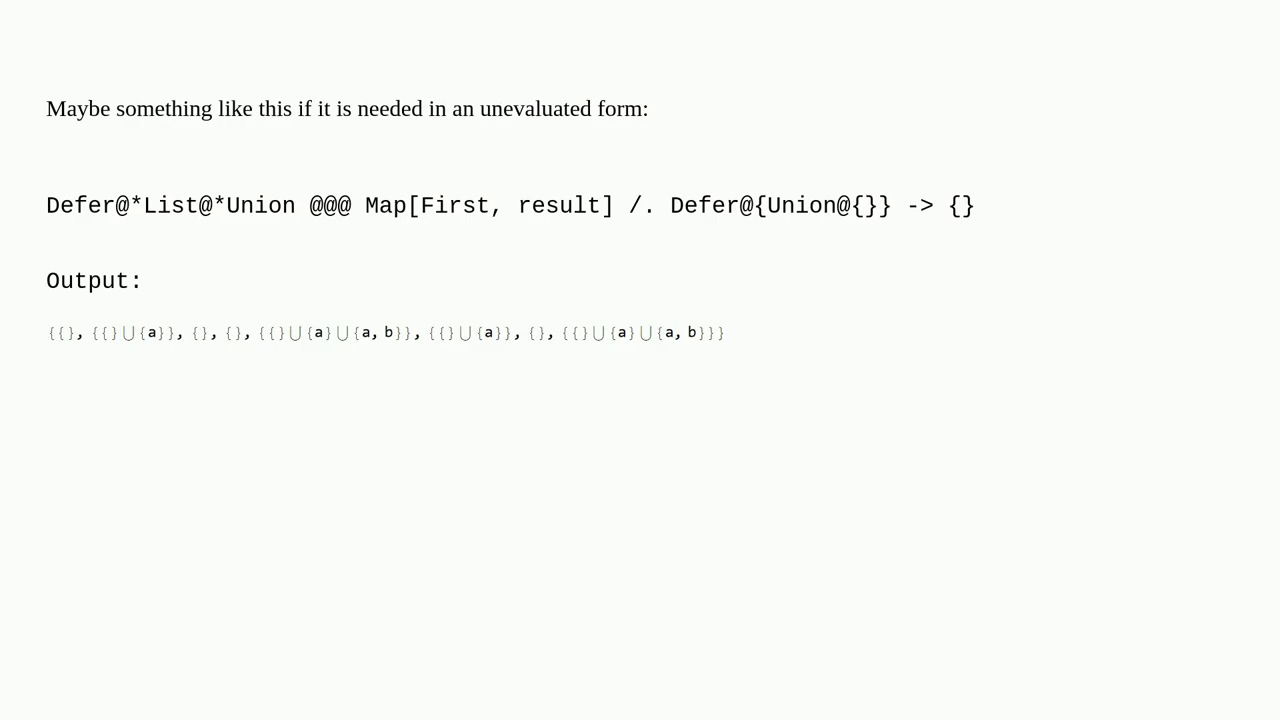 Maybe something like this if it is needed in an unevaluated form:
Defer@*List@*Union @@@ Map[First, result] /. Defer@{Union@{}} -> {}
Output:
{{}, {{}⋃{a}}, {}, {}, {{}⋃{a}⋃{a, b}}, {{}⋃{a}}, {}, {{}⋃{a}⋃{a, b}}}